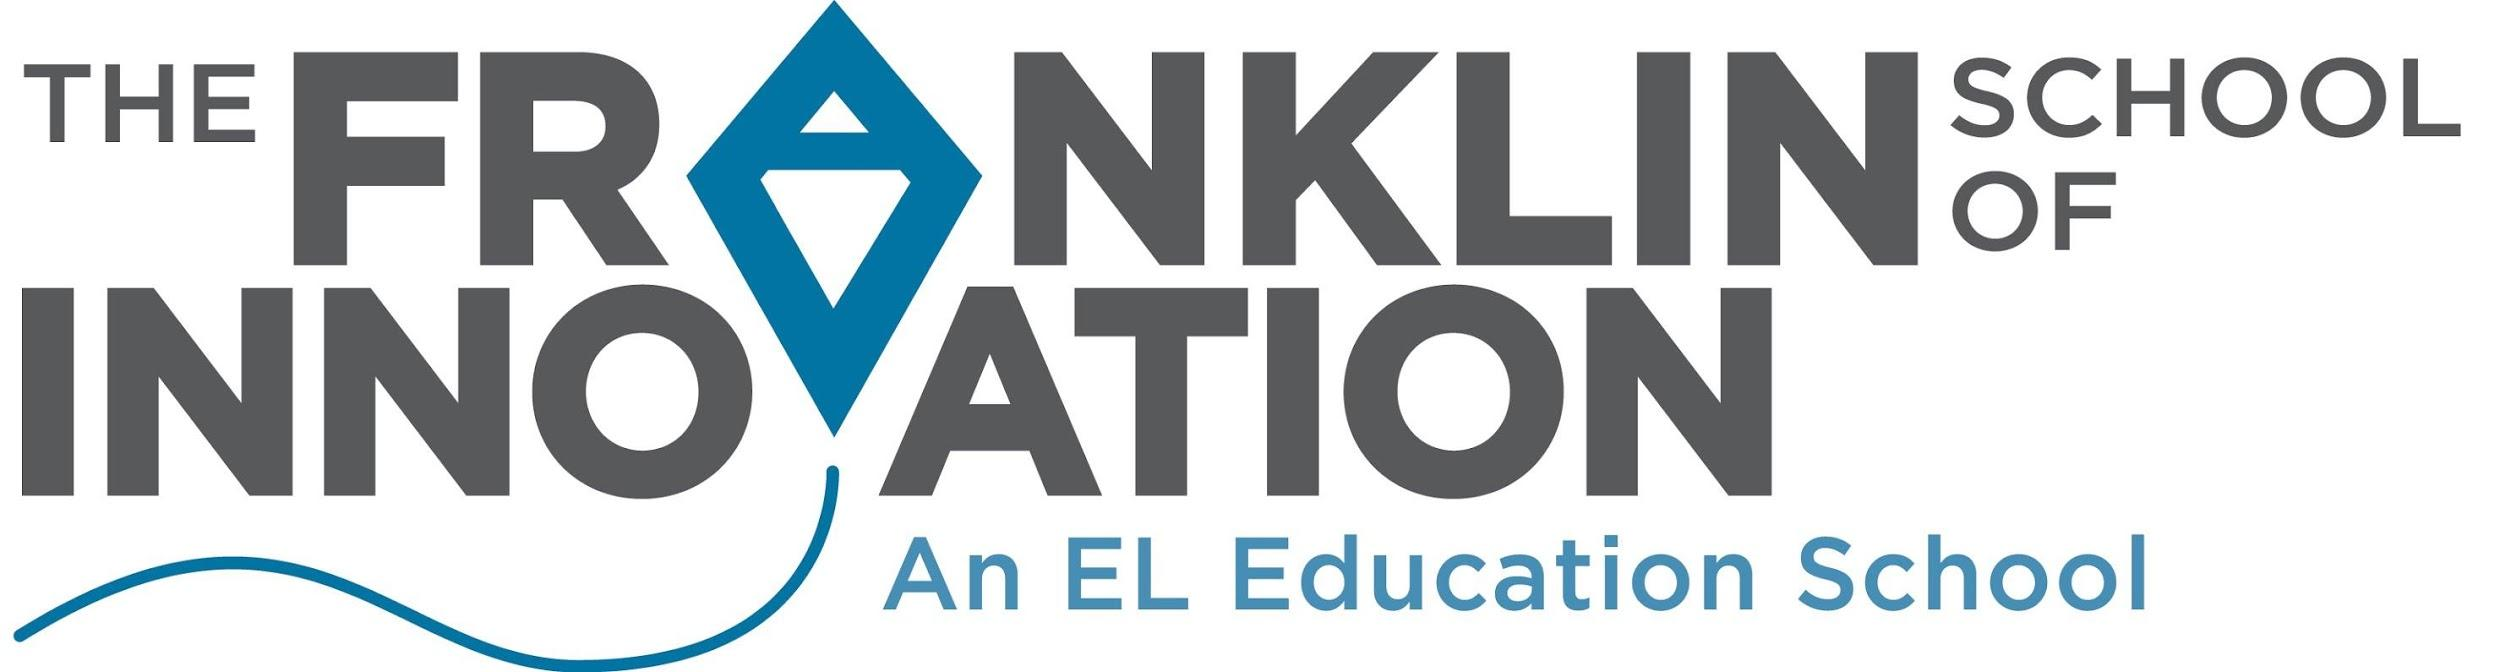 THE FRANKLIN SCHOOL
OF
INNOVATION
An EL Education School